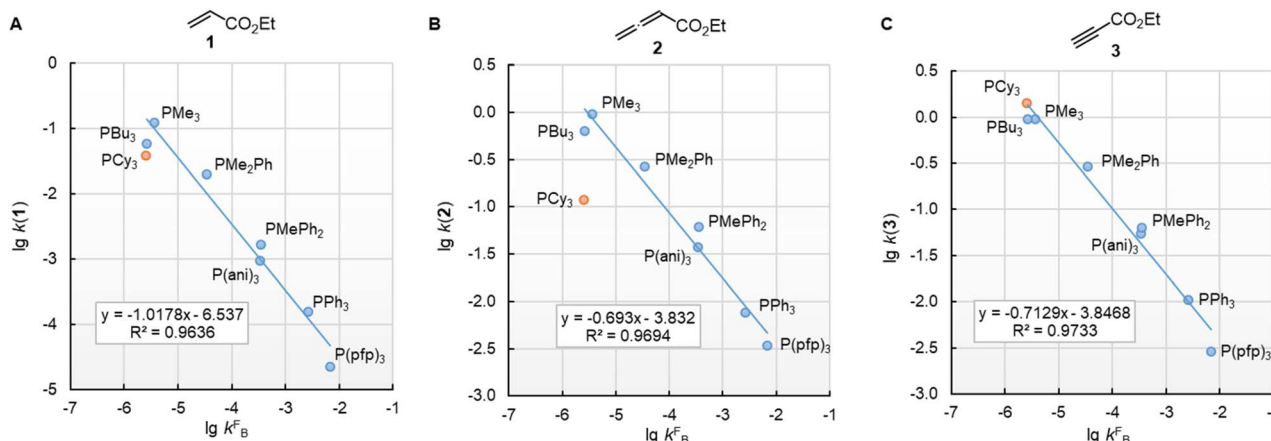 A
CO₂Et
1
0
-1
-2
-3
-4
-5
lg k(1)
PMe₃
PBu₃
PCy₃
PMe₂Ph
PMePh₂
P(ani)₃
PPh₃
P(pfp)₃
y = -1.0178x - 6.537
R² = 0.9636
-7 -6 -5 -4 -3 -2 -1
lg kᶠB
B
CO₂Et
2
0.5
0.0
-0.5
-1.0
-1.5
-2.0
-2.5
-3.0
lg k(2)
PMe₃
PBu₃
PMe₂Ph
PCy₃
PMePh₂
P(ani)₃
PPh₃
P(pfp)₃
y = -0.693x - 3.832
R² = 0.9694
-7 -6 -5 -4 -3 -2 -1
lg kᶠB
C
CO₂Et
3
0.5
0.0
-0.5
-1.0
-1.5
-2.0
-2.5
-3.0
lg k(3)
PCy₃
PMe₃
PBu₃
PMe₂Ph
PMePh₂
P(ani)₃
PPh₃
P(pfp)₃
y = -0.7129x - 3.8468
R² = 0.9733
-7 -6 -5 -4 -3 -2 -1
lg kᶠB